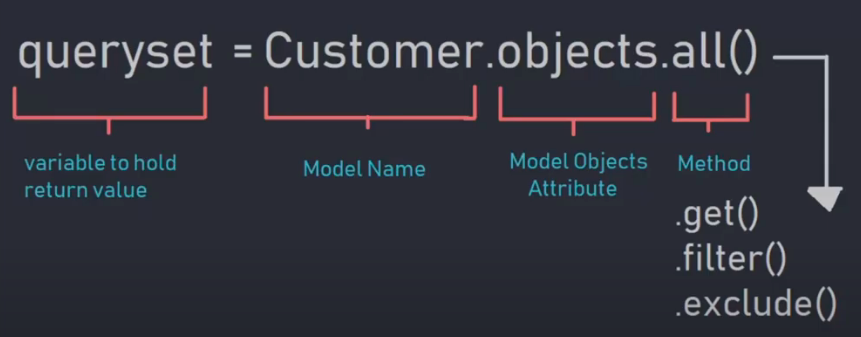 queryset = Customer.objects.all()
variable to hold
return value
Model Name
Model Objects
Attribute
Method
.get()
.filter()
.exclude()